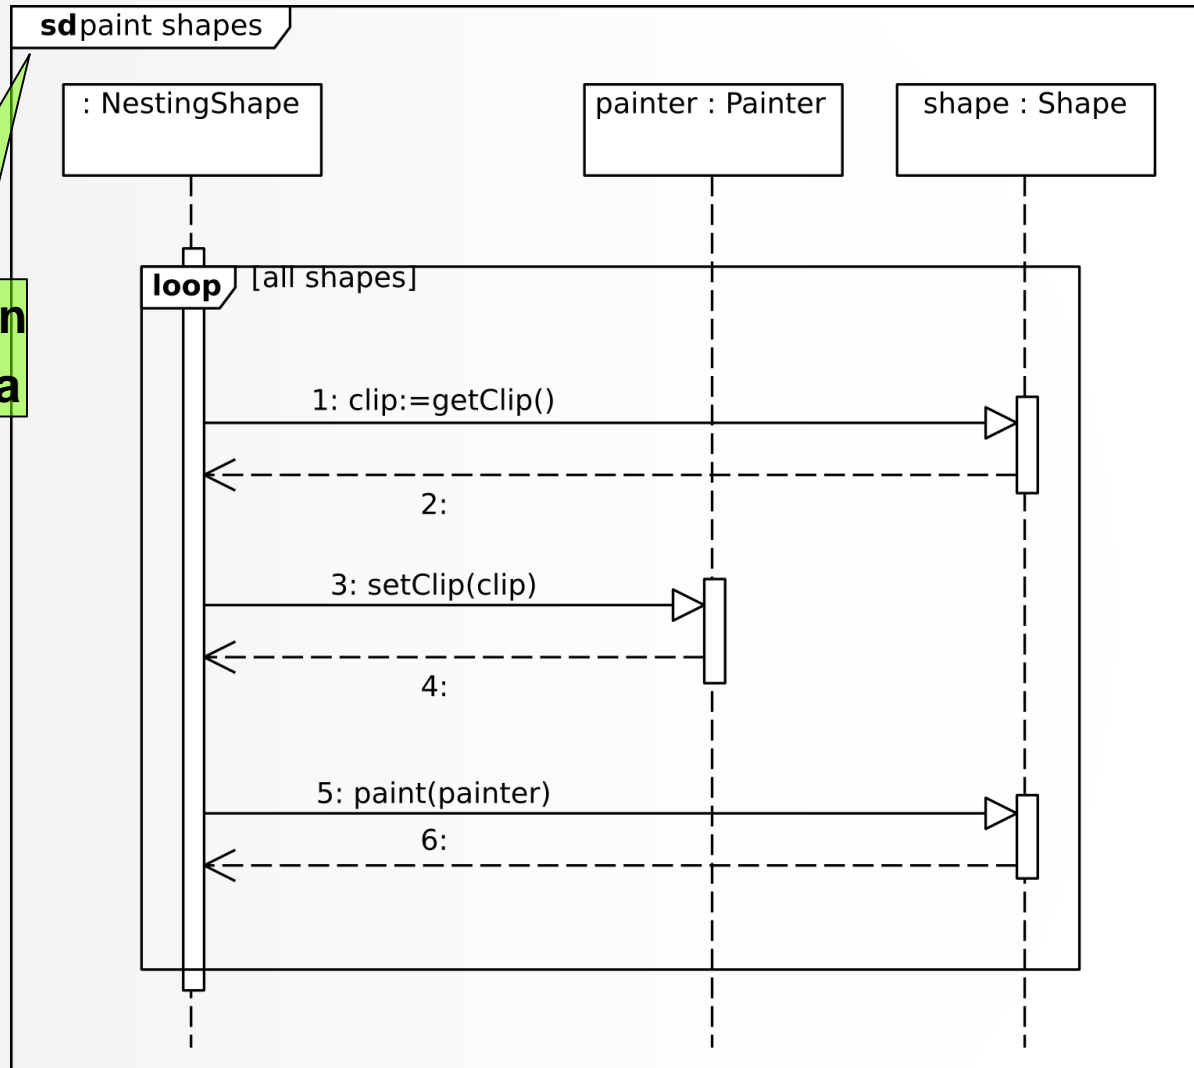 sd paint shapes
: NestingShape
painter : Painter
shape : Shape
loop
[all shapes]
1: clip:=getClip()
2:
3: setClip(clip)
4:
5: paint(painter)
6: